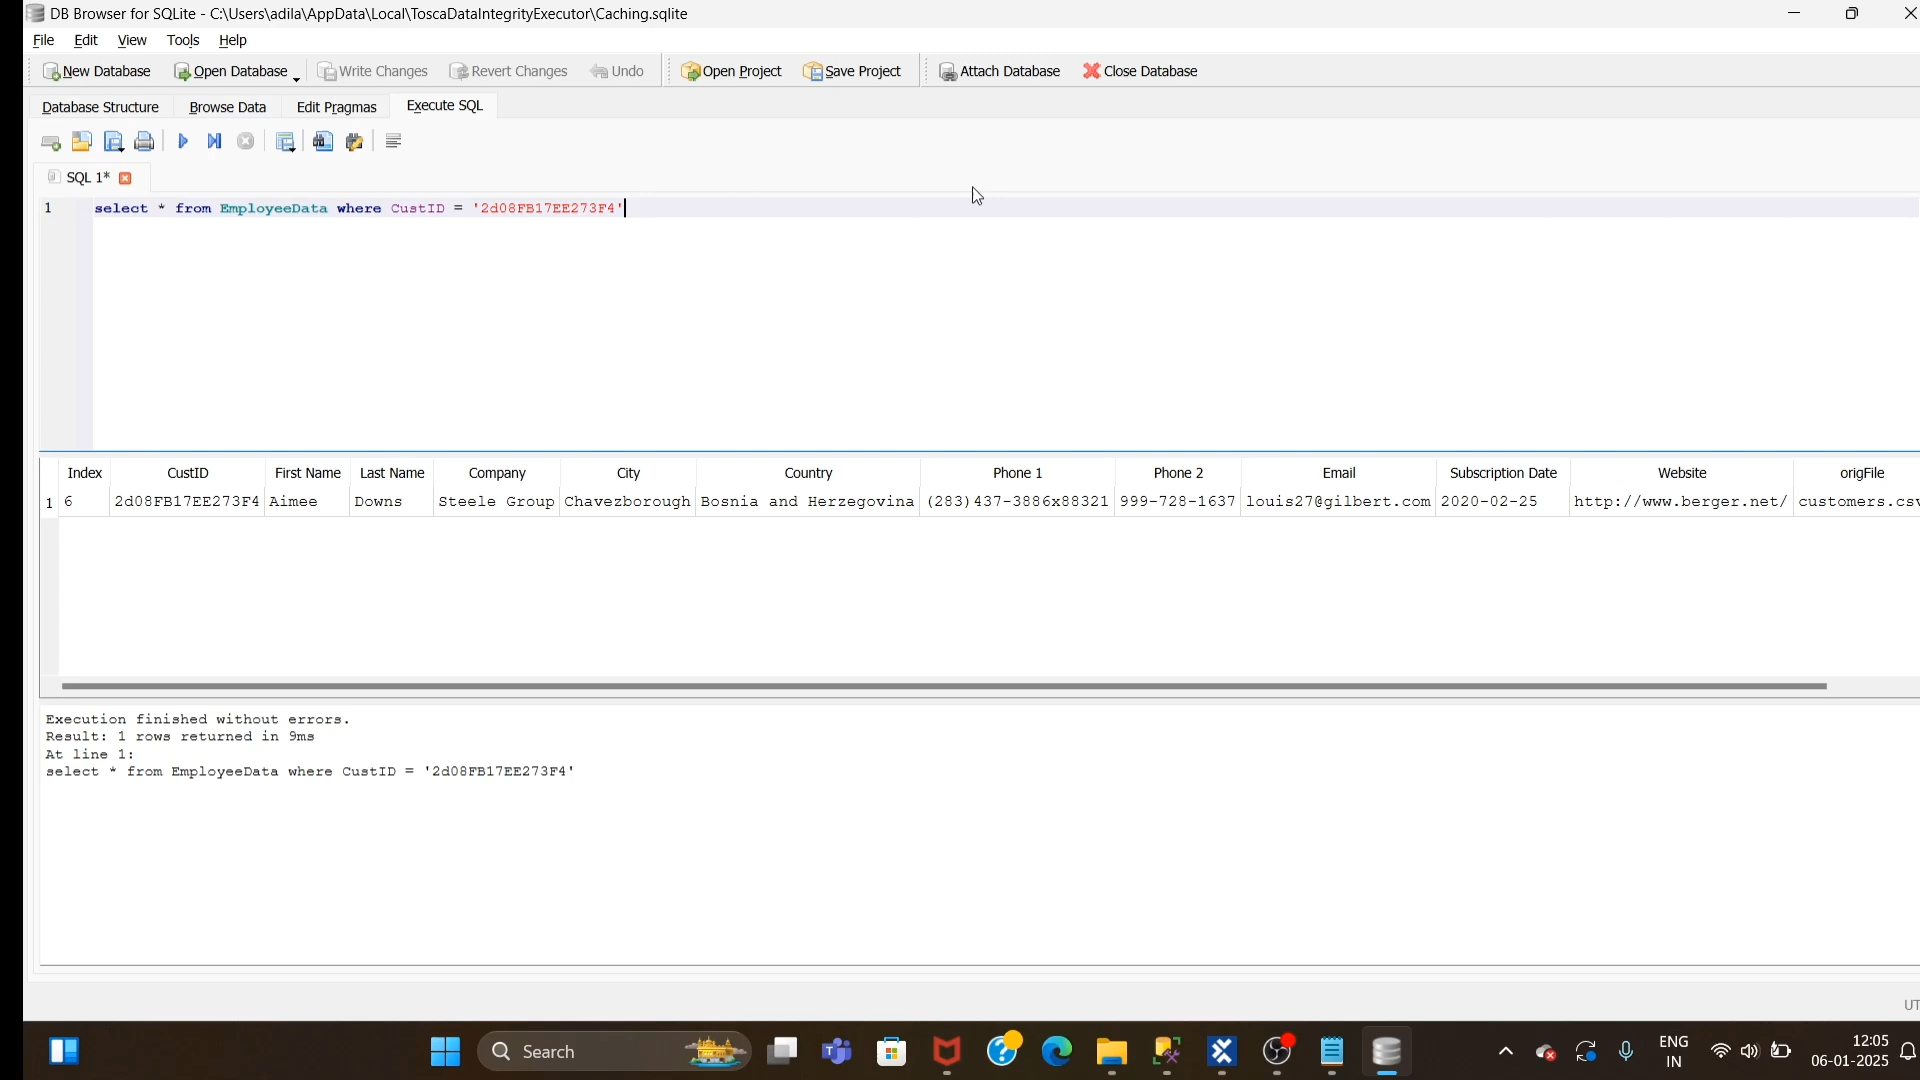 DB Browser for SQLite - C:\Users\adila\AppData\Local\ToscaDataIntegrityExecutor\Caching.sqlite
File Edit View Tools Help
New Database Open Database Write Changes Revert Changes Undo Open Project Save Project Attach Database Close Database
Database Structure Browse Data Edit Pragmas Execute SQL
SQL 1*
1 select * from EmployeeData where CustID = '2d08FB17EE273F4'
Index CustID First Name Last Name Company City Country Phone 1 Phone 2 Email Subscription Date Website origFile
1 6 2d08FB17EE273F4 Aimee Downs Steele Group Chavezborough Bosnia and Herzegovina (283)437-3886x88321 999-728-1637 louis27@gilbert.com 2020-02-25 http://www.berger.net/ customers.csv
Execution finished without errors.
Result: 1 rows returned in 9ms
At line 1:
select * from EmployeeData where CustID = '2d08FB17EE273F4'
UT
Search
ENG
IN
12:05
06-01-2025